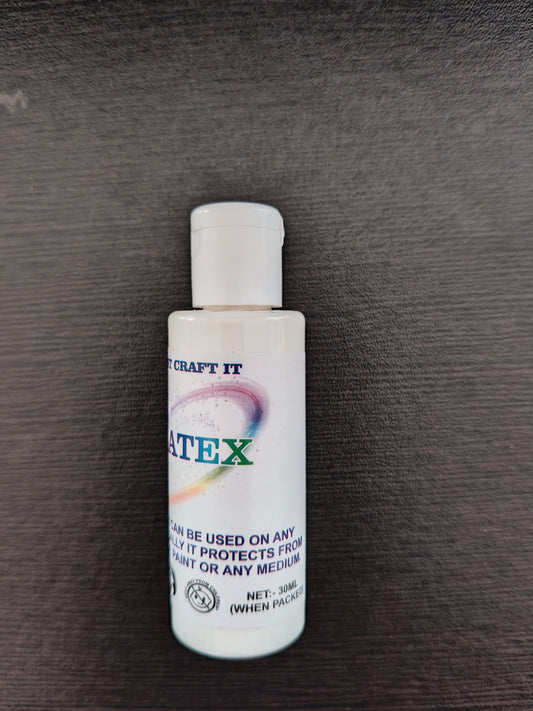 T CRAFT IT
ATEX
CAN BE USED ON ANY
ALLY IT PROTECTS FROM
PAINT OR ANY MEDIUM.
NET:- 30ML
(WHEN PACKED)